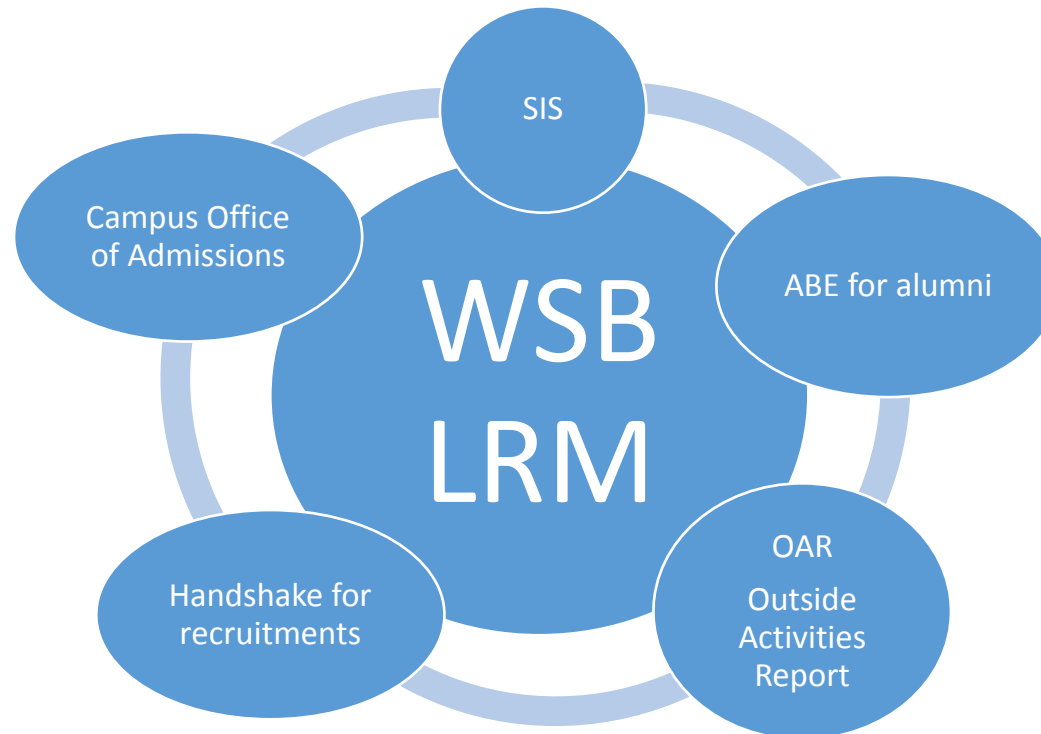 SIS
Campus Office
of Admissions
ABE for alumni
WSB
LRM
Handshake for
recruitments
OAR
Outside
Activities
Report